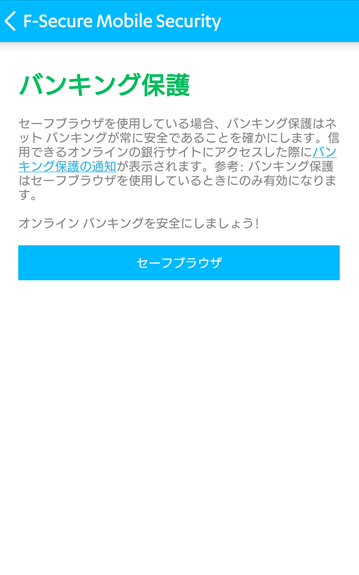 F-Secure Mobile Security
バンキング保護
セーフブラウザを使用している場合、バンキング保護はネ
ット バンキングが常に安全であることを確かにします。信
用できるオンラインの銀行サイトにアクセスした際にバン
キング保護の通知が表示されます。参考: バンキング保護
はセーフブラウザを使用しているときにのみ有効になりま
す。
オンライン バンキングを安全にしましょう!
セーフブラウザ